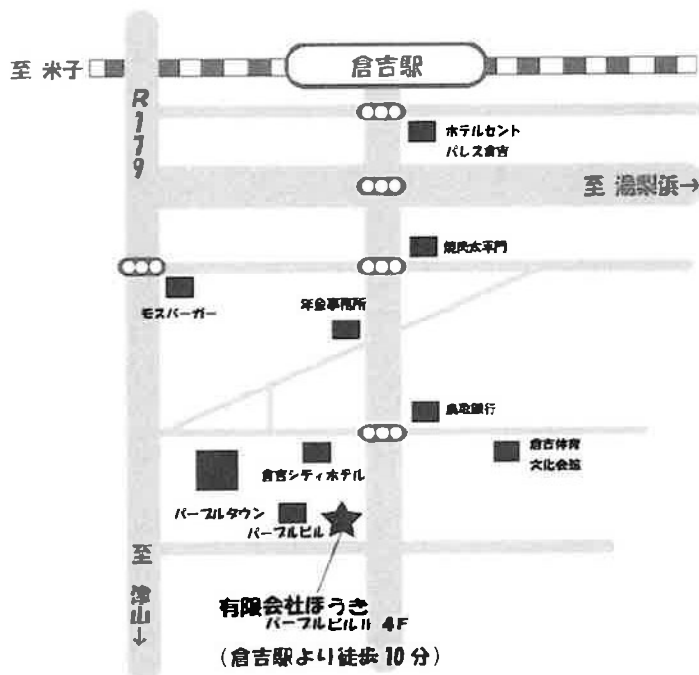 倉吉駅
至 米子
R179
ホテルセント
パレス倉吉
至 湯梨浜→
焼肉太平門
モスバーガー
年金事務所
鳥取銀行
倉吉体育
文化会館
倉吉シティホテル
パープルタウン
パープルビル
至 津山↓
有限会社ほうき
パープルビルⅡ 4F
(倉吉駅より徒歩10分)